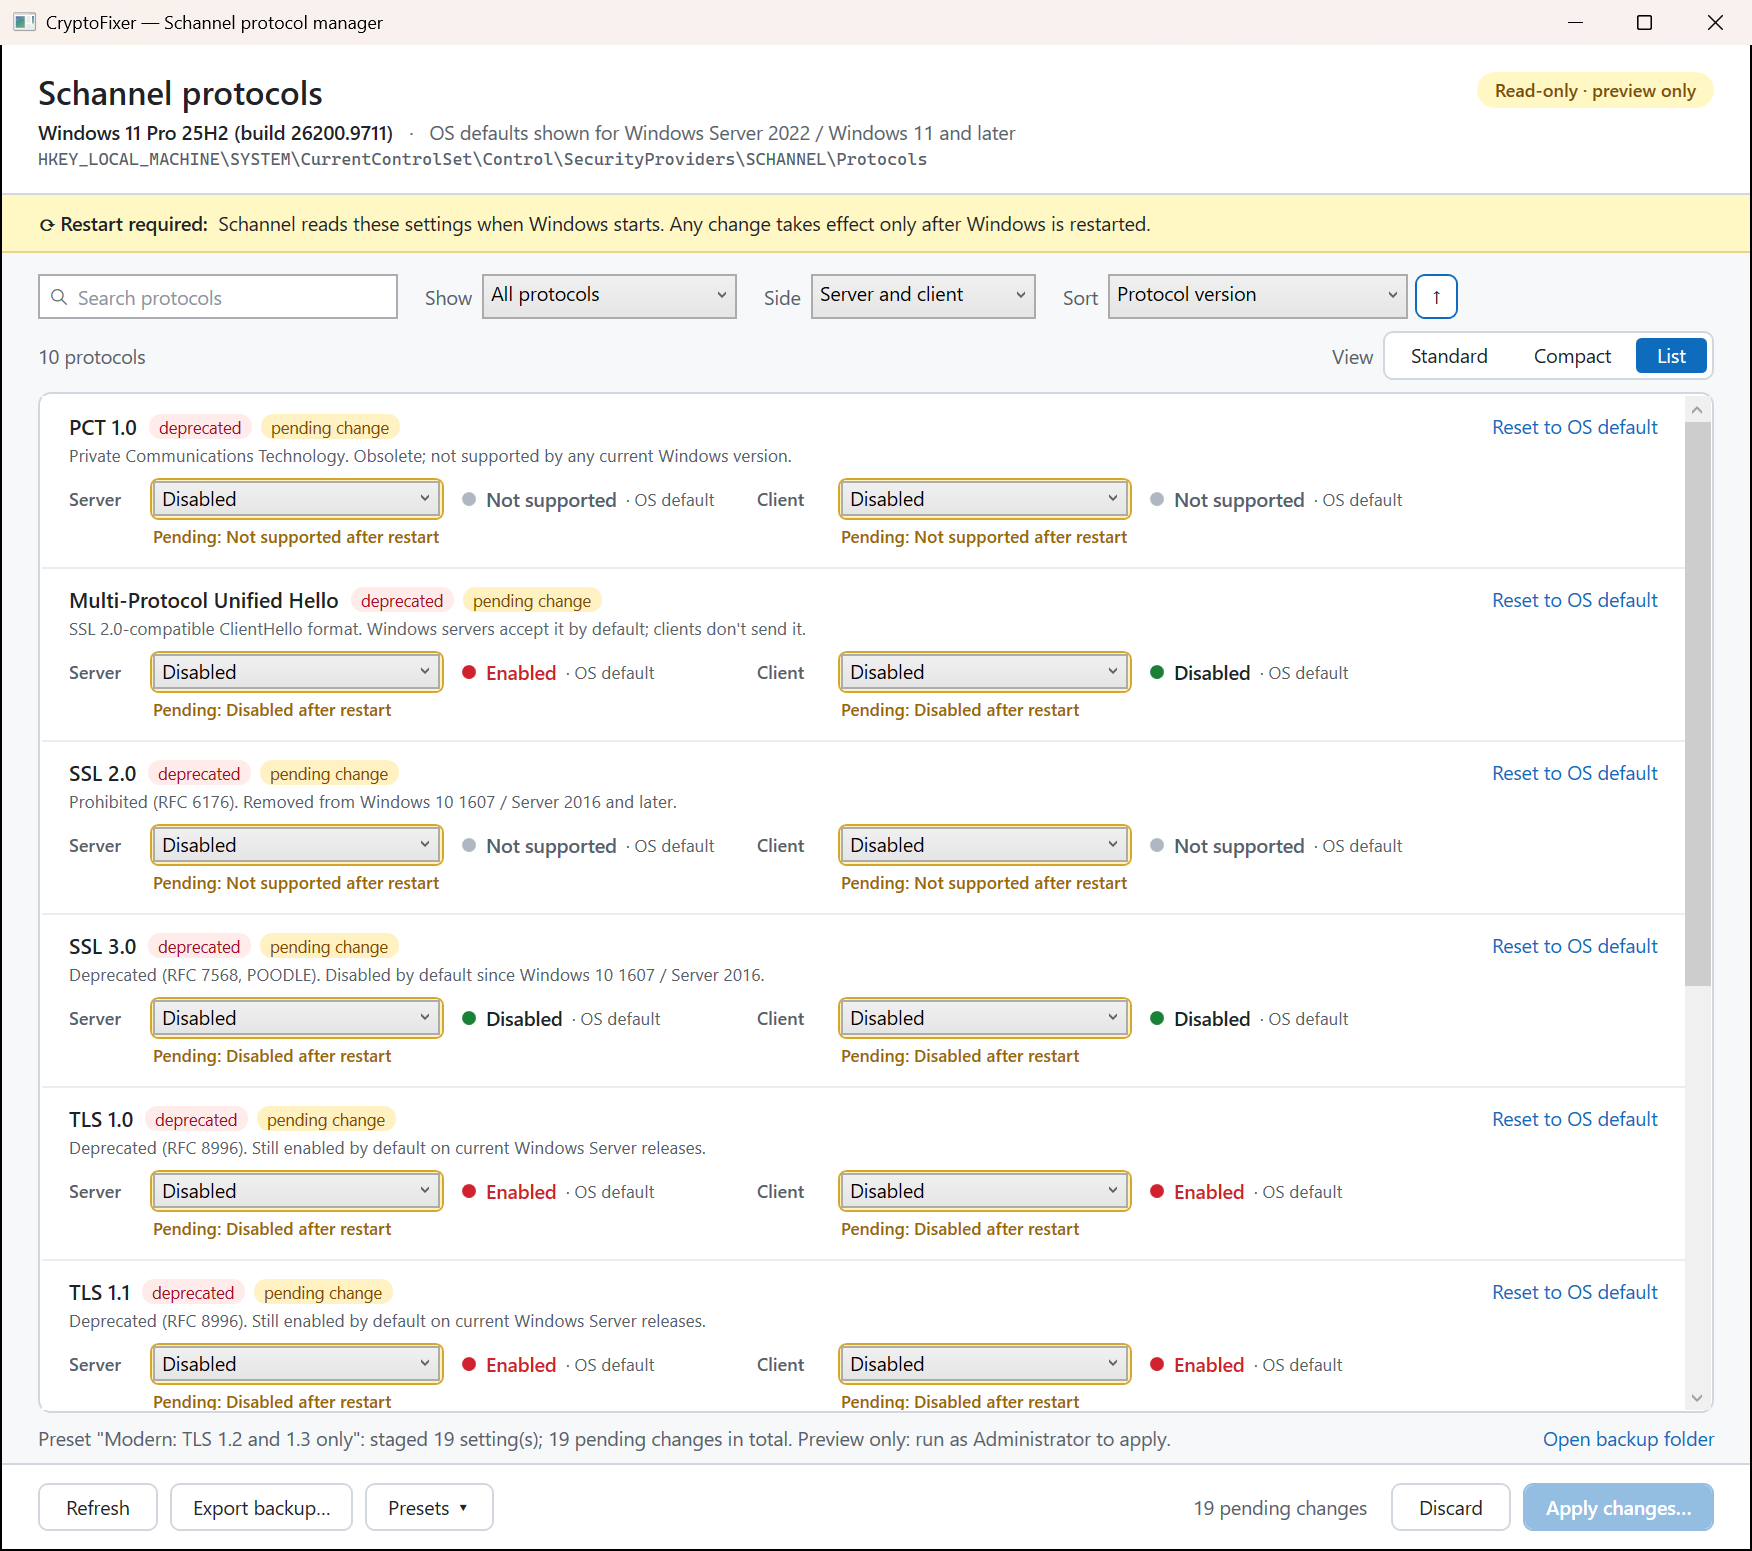 CryptoFixer — Schannel protocol manager
Schannel protocols
Read-only · preview only
Windows 11 Pro 25H2 (build 26200.9711) · OS defaults shown for Windows Server 2022 / Windows 11 and later
HKEY_LOCAL_MACHINE\SYSTEM\CurrentControlSet\Control\SecurityProviders\SCHANNEL\Protocols
⟳ Restart required: Schannel reads these settings when Windows starts. Any change takes effect only after Windows is restarted.
Search protocols Show All protocols Side Server and client Sort Protocol version ↑
10 protocols View Standard Compact List
PCT 1.0 deprecated pending change Reset to OS default
Private Communications Technology. Obsolete; not supported by any current Windows version.
Server Disabled Not supported · OS default Client Disabled Not supported · OS default
Pending: Not supported after restart Pending: Not supported after restart
Multi-Protocol Unified Hello deprecated pending change Reset to OS default
SSL 2.0-compatible ClientHello format. Windows servers accept it by default; clients don't send it.
Server Disabled Enabled · OS default Client Disabled Disabled · OS default
Pending: Disabled after restart Pending: Disabled after restart
SSL 2.0 deprecated pending change Reset to OS default
Prohibited (RFC 6176). Removed from Windows 10 1607 / Server 2016 and later.
Server Disabled Not supported · OS default Client Disabled Not supported · OS default
Pending: Not supported after restart Pending: Not supported after restart
SSL 3.0 deprecated pending change Reset to OS default
Deprecated (RFC 7568, POODLE). Disabled by default since Windows 10 1607 / Server 2016.
Server Disabled Disabled · OS default Client Disabled Disabled · OS default
Pending: Disabled after restart Pending: Disabled after restart
TLS 1.0 deprecated pending change Reset to OS default
Deprecated (RFC 8996). Still enabled by default on current Windows Server releases.
Server Disabled Enabled · OS default Client Disabled Enabled · OS default
Pending: Disabled after restart Pending: Disabled after restart
TLS 1.1 deprecated pending change Reset to OS default
Deprecated (RFC 8996). Still enabled by default on current Windows Server releases.
Server Disabled Enabled · OS default Client Disabled Enabled · OS default
Pending: Disabled after restart Pending: Disabled after restart
Preset "Modern: TLS 1.2 and 1.3 only": staged 19 setting(s); 19 pending changes in total. Preview only: run as Administrator to apply. Open backup folder
Refresh Export backup... Presets ▾ 19 pending changes Discard Apply changes...